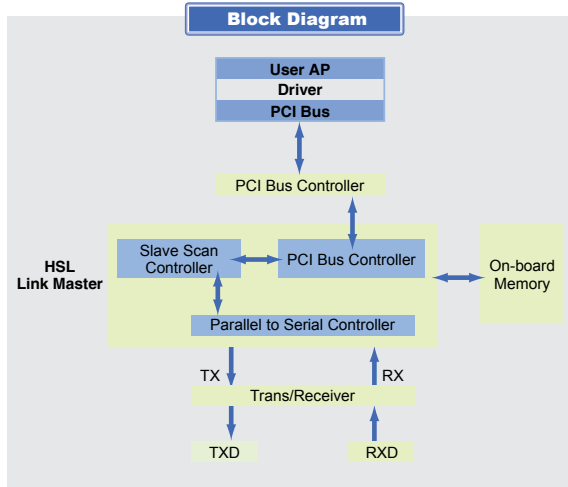 Block Diagram
User AP
Driver
PCI Bus
PCI Bus Controller
HSL
Link Master
Slave Scan
Controller
PCI Bus Controller
On-board
Memory
Parallel to Serial Controller
TX
RX
Trans/Receiver
TXD
RXD